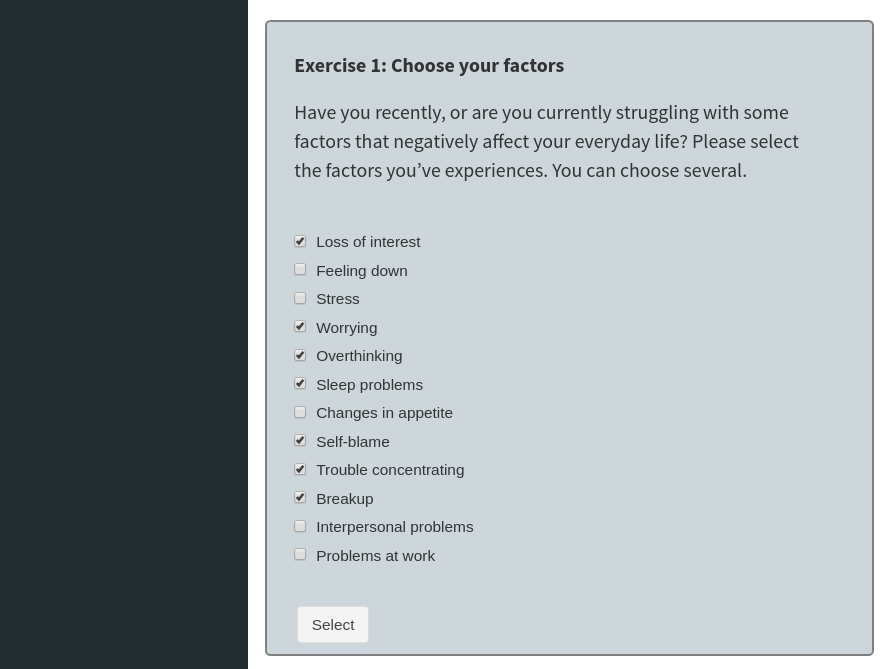 Exercise 1: Choose your factors
Have you recently, or are you currently struggling with some
factors that negatively affect your everyday life? Please select
the factors you’ve experiences. You can choose several.
Loss of interest
Feeling down
Stress
Worrying
Overthinking
Sleep problems
Changes in appetite
Self-blame
Trouble concentrating
Breakup
Interpersonal problems
Problems at work
Select